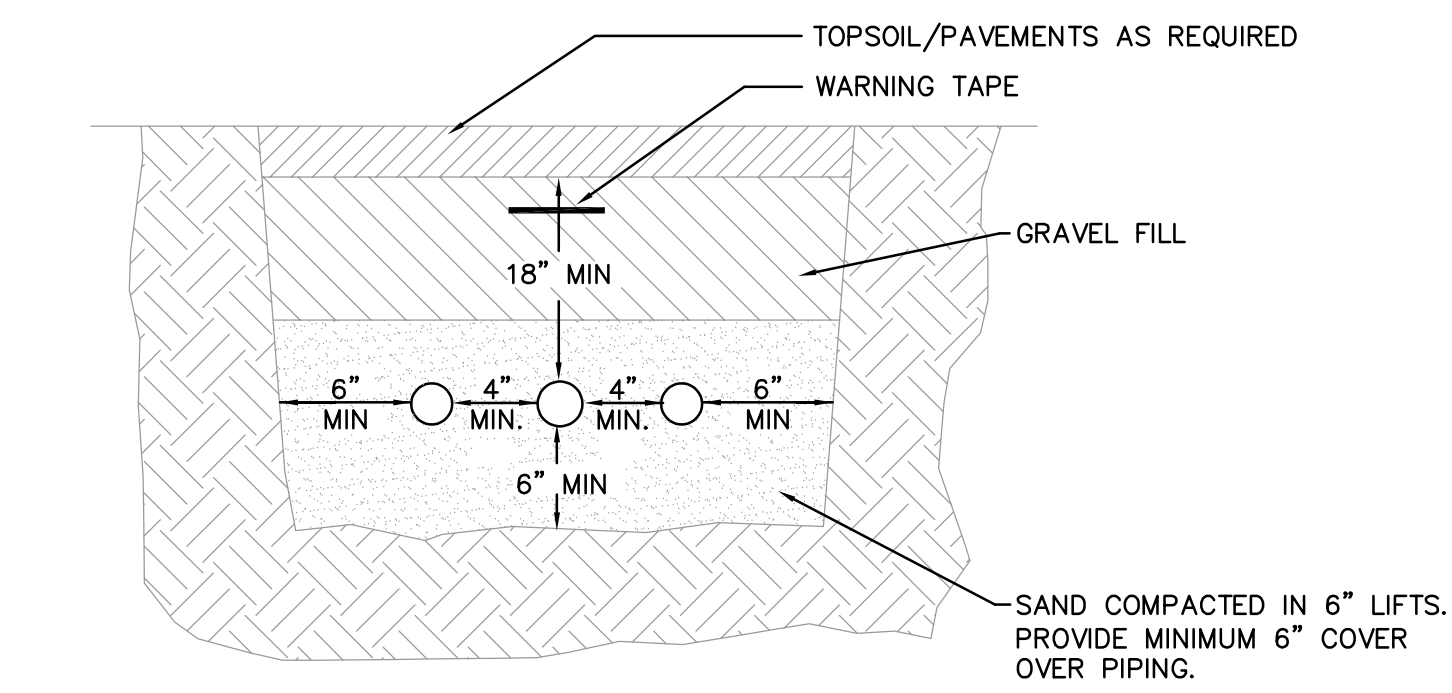 TOPSOIL/PAVEMENTS AS REQUIRED
WARNING TAPE
GRAVEL FILL
18” MIN
6”
MIN
4”
MIN.
4”
MIN.
6”
MIN
6” MIN
SAND COMPACTED IN 6” LIFTS.
PROVIDE MINIMUM 6” COVER
OVER PIPING.